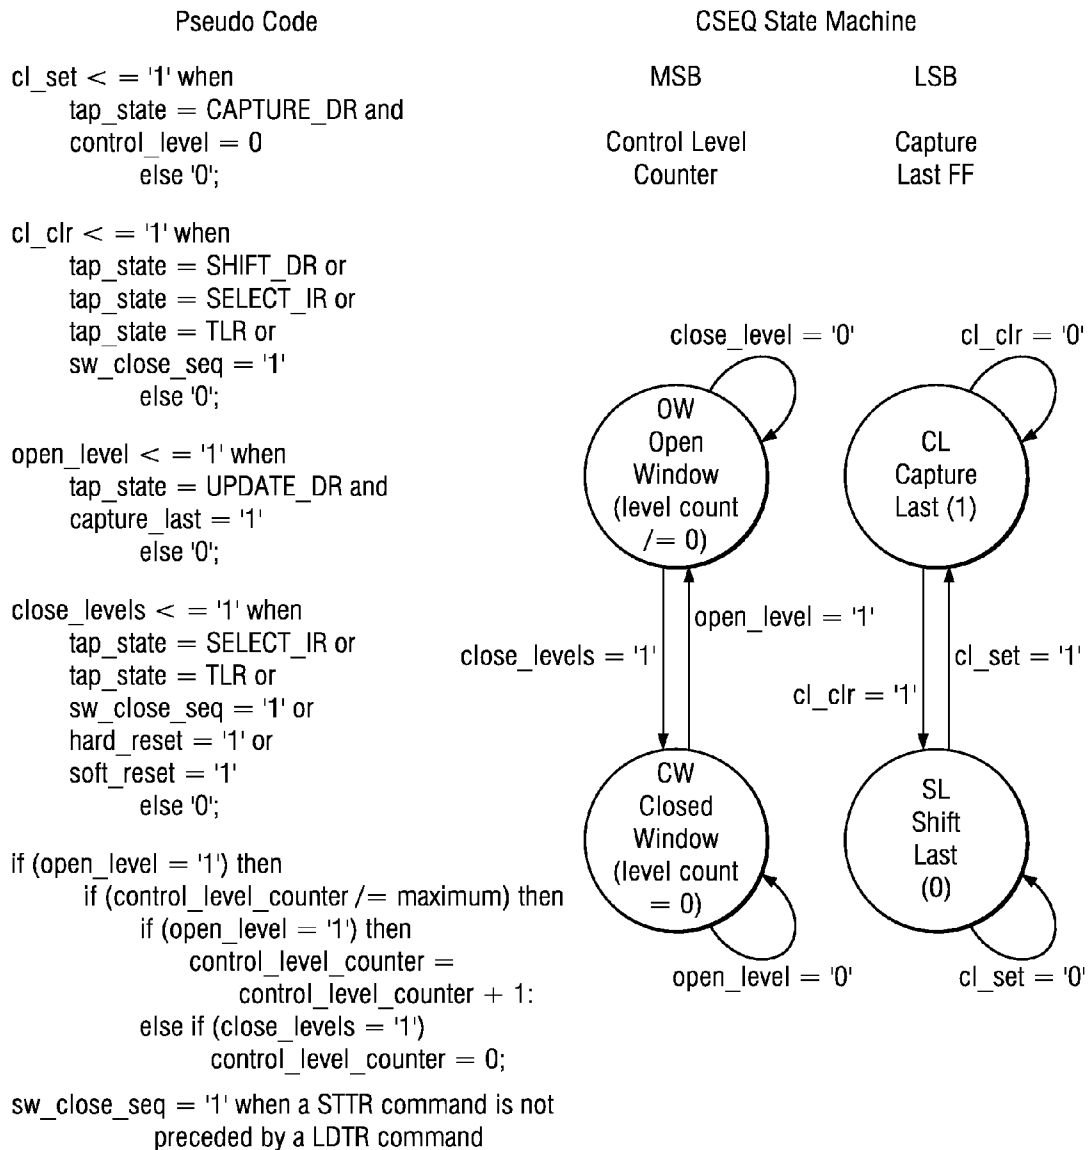 Pseudo Code
cl_set < = '1' when
tap_state = CAPTURE_DR and
control_level = 0
else '0';
cl_clr < = '1' when
tap_state = SHIFT_DR or
tap_state = SELECT_IR or
tap_state = TLR or
sw_close_seq = '1'
else '0';
open_level < = '1' when
tap_state = UPDATE_DR and
capture_last = '1'
else '0';
close_levels < = '1' when
tap_state = SELECT_IR or
tap_state = TLR or
sw_close_seq = '1' or
hard_reset = '1' or
soft_reset = '1'
else '0';
if (open_level = '1') then
if (control_level_counter /= maximum) then
if (open_level = '1') then
control_level_counter =
control_level_counter + 1:
else if (close_levels = '1')
control_level_counter = 0;
sw_close_seq = '1' when a STTR command is not
preceded by a LDTR command
CSEQ State Machine
MSB
Control Level
Counter
LSB
Capture
Last FF
close_level = '0'
OW
Open
Window
(level count
/= 0)
close_levels = '1'
open_level = '1'
CW
Closed
Window
(level count
= 0)
open_level = '0'
cl_clr = '0'
CL
Capture
Last (1)
cl_clr = '1'
cl_set = '1'
SL
Shift
Last
(0)
cl_set = '0'